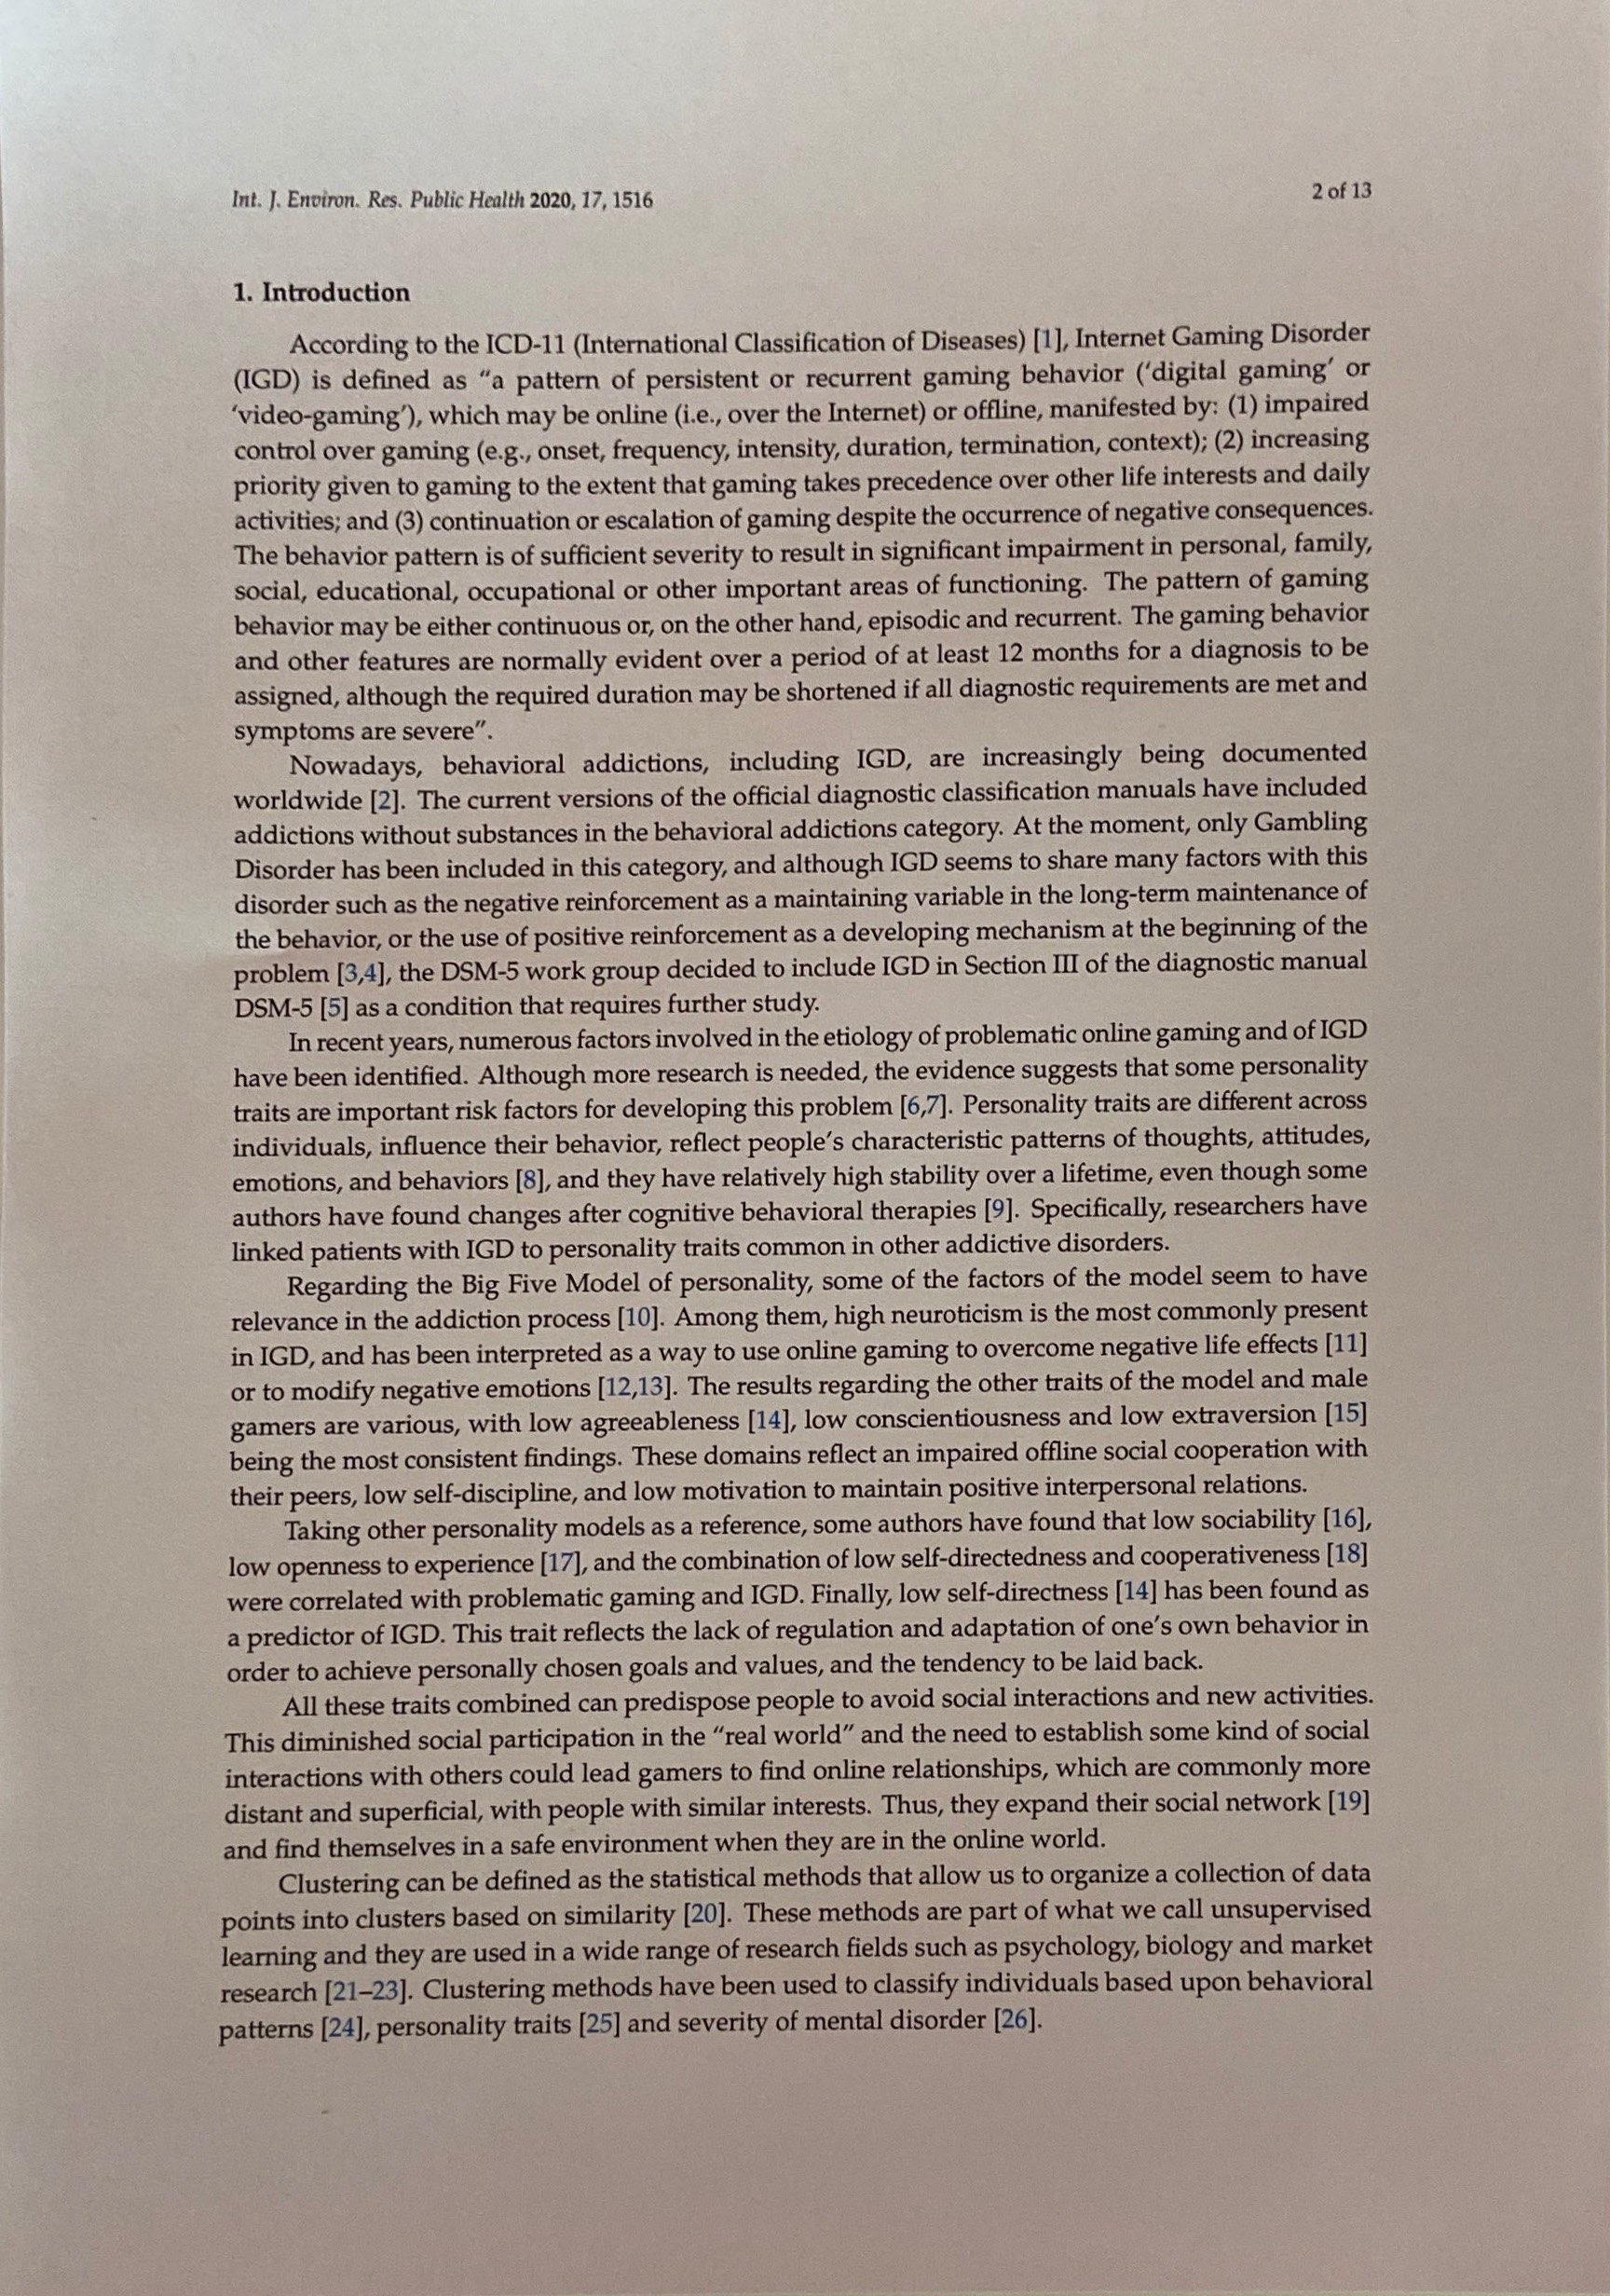 Int. J. Environ. Res. Public Health 2020, 17, 1516
2 of 13
1. Introduction
According to the ICD-11 (International Classification of Diseases) [1], Internet Gaming Disorder
(IGD) is defined as “a pattern of persistent or recurrent gaming behavior (‘digital gaming’ or
‘video-gaming’), which may be online (i.e., over the Internet) or offline, manifested by: (1) impaired
control over gaming (e.g., onset, frequency, intensity, duration, termination, context); (2) increasing
priority given to gaming to the extent that gaming takes precedence over other life interests and daily
activities; and (3) continuation or escalation of gaming despite the occurrence of negative consequences.
The behavior pattern is of sufficient severity to result in significant impairment in personal, family,
social, educational, occupational or other important areas of functioning. The pattern of gaming
behavior may be either continuous or, on the other hand, episodic and recurrent. The gaming behavior
and other features are normally evident over a period of at least 12 months for a diagnosis to be
assigned, although the required duration may be shortened if all diagnostic requirements are met and
symptoms are severe”.
Nowadays, behavioral addictions, including IGD, are increasingly being documented
worldwide [2]. The current versions of the official diagnostic classification manuals have included
addictions without substances in the behavioral addictions category. At the moment, only Gambling
Disorder has been included in this category, and although IGD seems to share many factors with this
disorder such as the negative reinforcement as a maintaining variable in the long-term maintenance of
the behavior, or the use of positive reinforcement as a developing mechanism at the beginning of the
problem [3,4], the DSM-5 work group decided to include IGD in Section III of the diagnostic manual
DSM-5 [5] as a condition that requires further study.
In recent years, numerous factors involved in the etiology of problematic online gaming and of IGD
have been identified. Although more research is needed, the evidence suggests that some personality
traits are important risk factors for developing this problem [6,7]. Personality traits are different across
individuals, influence their behavior, reflect people’s characteristic patterns of thoughts, attitudes,
emotions, and behaviors [8], and they have relatively high stability over a lifetime, even though some
authors have found changes after cognitive behavioral therapies [9]. Specifically, researchers have
linked patients with IGD to personality traits common in other addictive disorders.
Regarding the Big Five Model of personality, some of the factors of the model seem to have
relevance in the addiction process [10]. Among them, high neuroticism is the most commonly present
in IGD, and has been interpreted as a way to use online gaming to overcome negative life effects [11]
or to modify negative emotions [12,13]. The results regarding the other traits of the model and male
gamers are various, with low agreeableness [14], low conscientiousness and low extraversion [15]
being the most consistent findings. These domains reflect an impaired offline social cooperation with
their peers, low self-discipline, and low motivation to maintain positive interpersonal relations.
Taking other personality models as a reference, some authors have found that low sociability [16],
low openness to experience [17], and the combination of low self-directedness and cooperativeness [18]
were correlated with problematic gaming and IGD. Finally, low self-directness [14] has been found as
a predictor of IGD. This trait reflects the lack of regulation and adaptation of one’s own behavior in
order to achieve personally chosen goals and values, and the tendency to be laid back.
All these traits combined can predispose people to avoid social interactions and new activities.
This diminished social participation in the “real world” and the need to establish some kind of social
interactions with others could lead gamers to find online relationships, which are commonly more
distant and superficial, with people with similar interests. Thus, they expand their social network [19]
and find themselves in a safe environment when they are in the online world.
Clustering can be defined as the statistical methods that allow us to organize a collection of data
points into clusters based on similarity [20]. These methods are part of what we call unsupervised
learning and they are used in a wide range of research fields such as psychology, biology and market
research [21–23]. Clustering methods have been used to classify individuals based upon behavioral
patterns [24], personality traits [25] and severity of mental disorder [26].